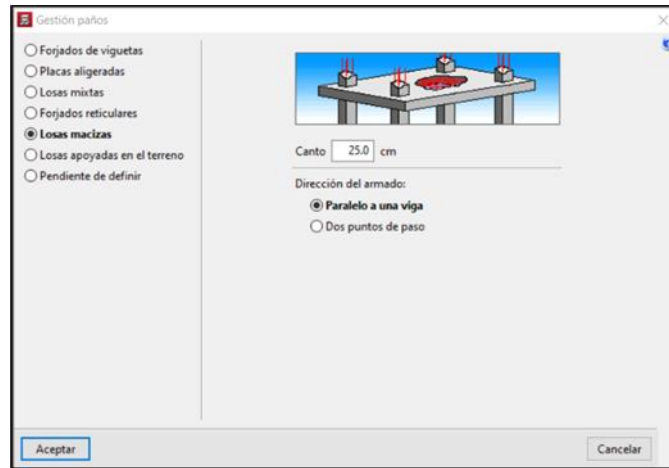 Gestión paños
Forjados de viguetas
Placas aligeradas
Losas mixtas
Forjados reticulares
Losas macizas
Losas apoyadas en el terreno
Pendiente de definir
Canto 25.0 cm
Dirección del armado:
Paralelo a una viga
Dos puntos de paso
Aceptar
Cancelar